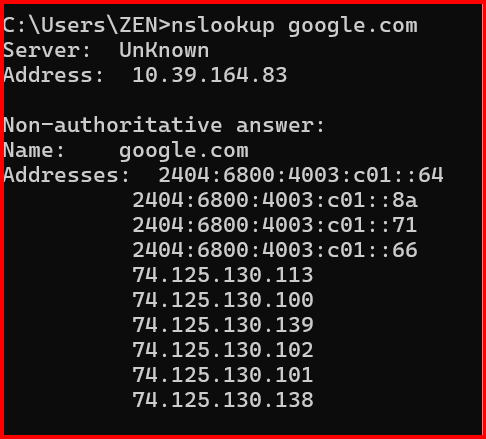 C:\Users\ZEN>nslookup google.com
Server:  UnKnown
Address:  10.39.164.83

Non-authoritative answer:
Name:    google.com
Addresses:  2404:6800:4003:c01::64
          2404:6800:4003:c01::8a
          2404:6800:4003:c01::71
          2404:6800:4003:c01::66
          74.125.130.113
          74.125.130.100
          74.125.130.139
          74.125.130.102
          74.125.130.101
          74.125.130.138